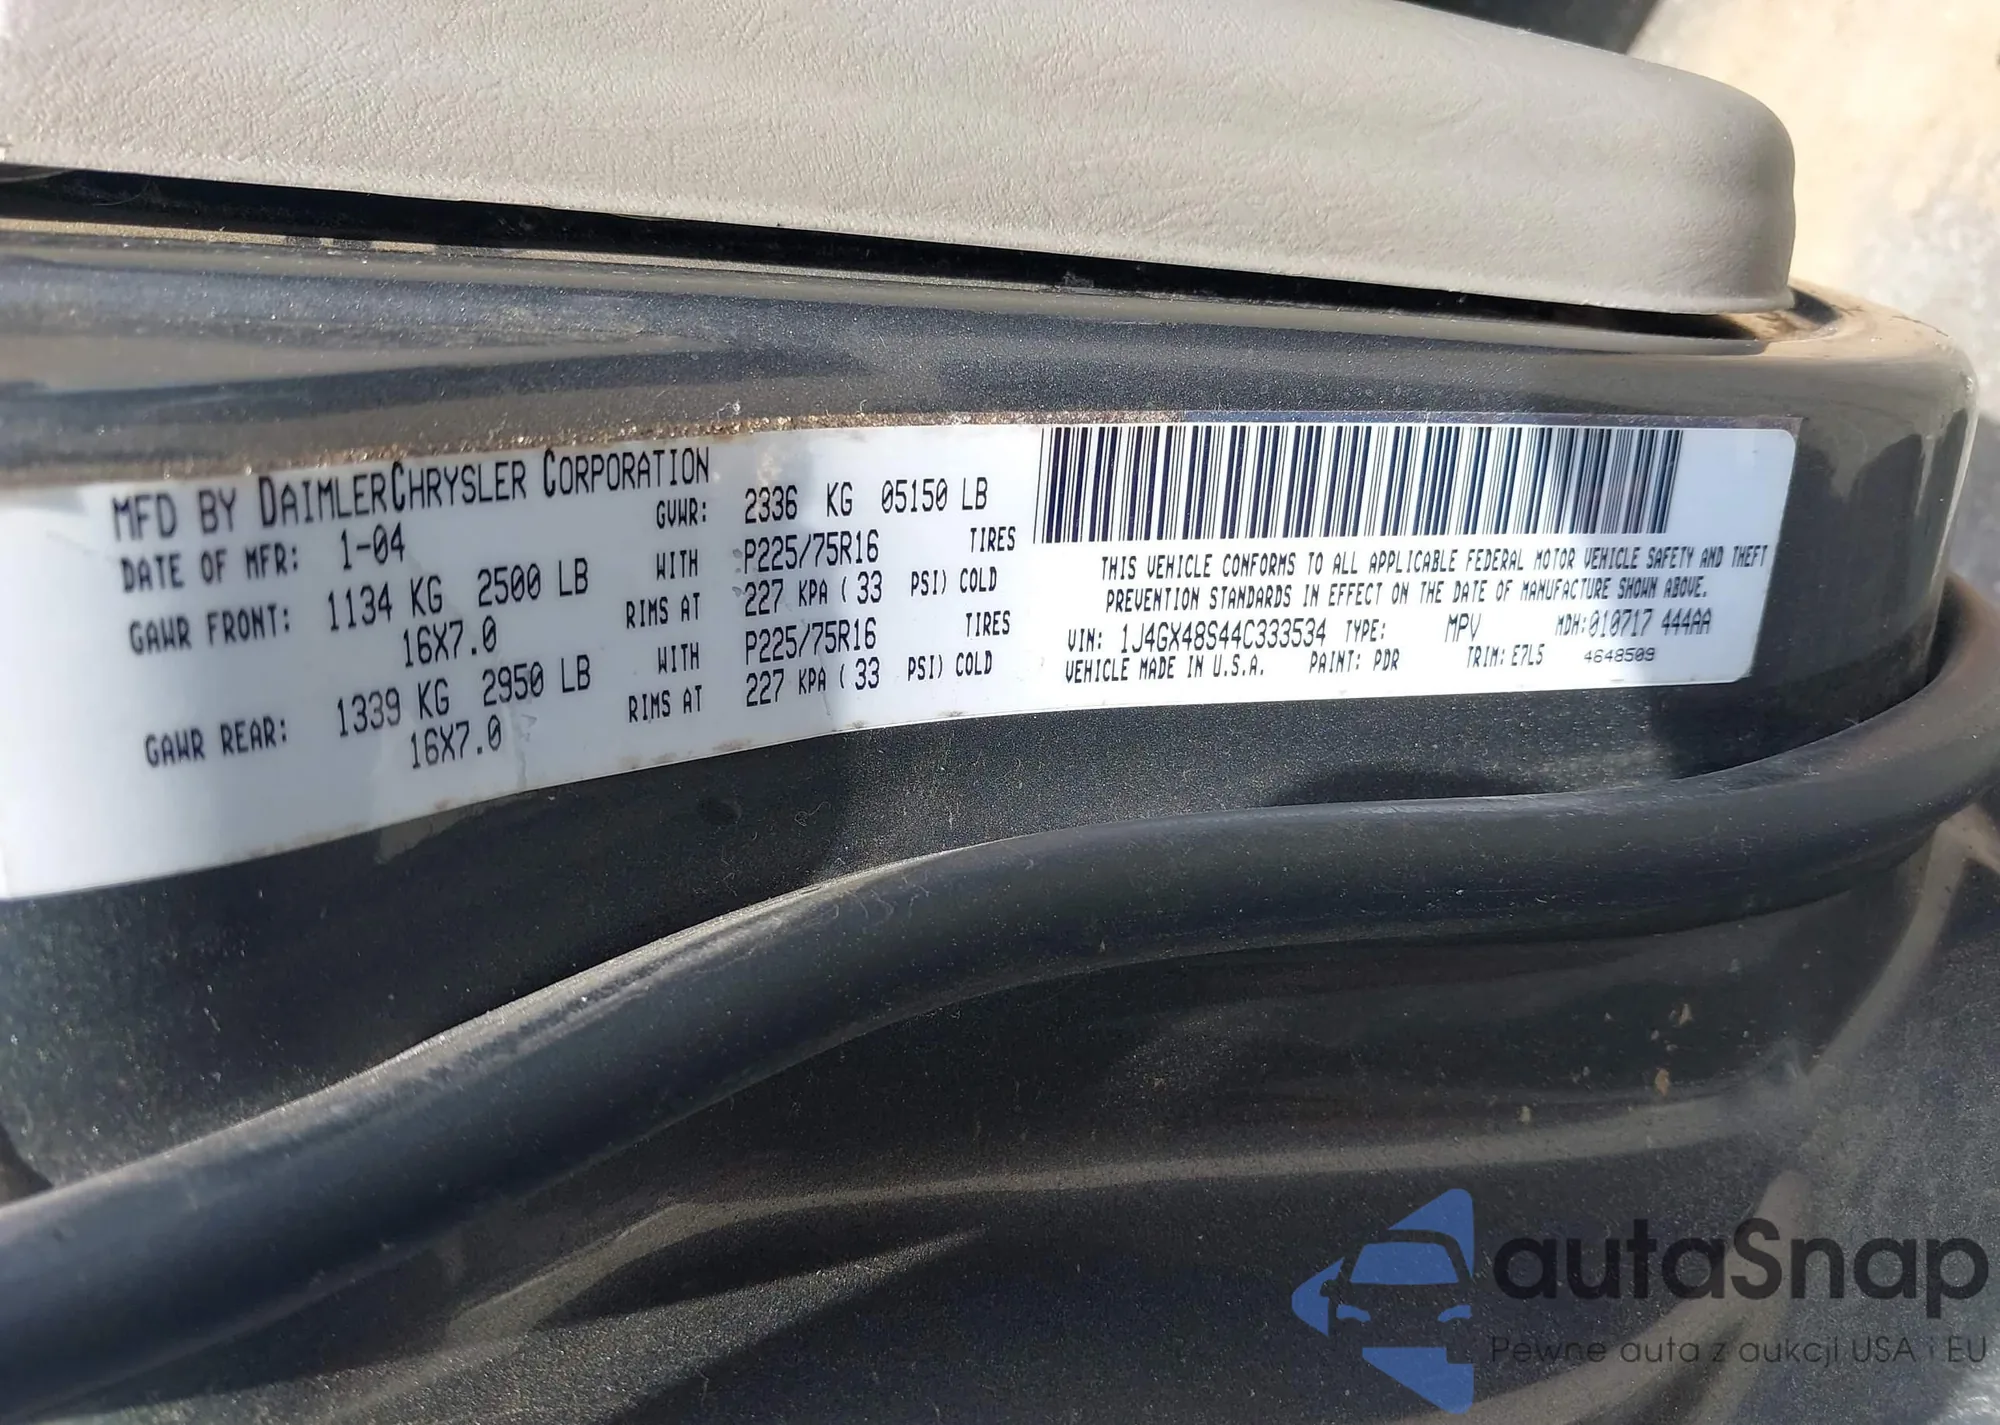 MFD BY DAIMLERCHRYSLER CORPORATION
DATE OF MFR: 1-04 GVWR: 2336 KG 05150 LB
GAWR FRONT: 1134 KG 2500 LB WITH P225/75R16 TIRES
16X7.0 RIMS AT 227 KPA ( 33 PSI) COLD
GAWR REAR: 1339 KG 2950 LB WITH P225/75R16 TIRES
16X7.0 RIMS AT 227 KPA ( 33 PSI) COLD
THIS VEHICLE CONFORMS TO ALL APPLICABLE FEDERAL MOTOR VEHICLE SAFETY AND THEFT
PREVENTION STANDARDS IN EFFECT ON THE DATE OF MANUFACTURE SHOWN ABOVE.
VIN: 1J4GX48S44C333534 TYPE: MPV MDH:010717 444AA
VEHICLE MADE IN U.S.A. PAINT: PDR TRIM: E7L5 4648509
autaSnap
Pewne auta z aukcji USA i EU